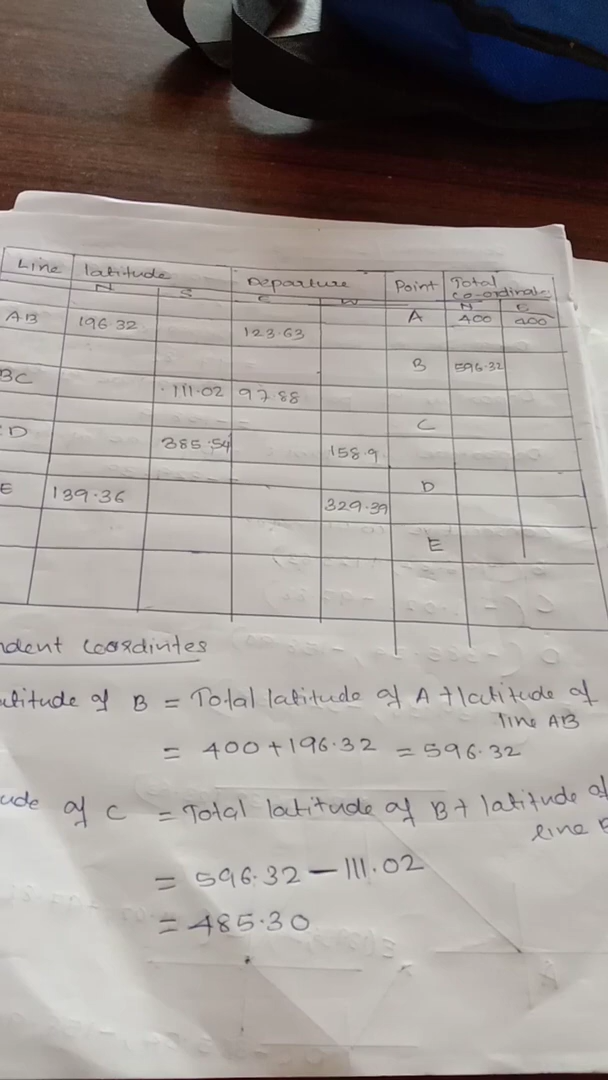 Line latitude Departure Point Total co-ordinate
N S E W N E
AB 196.32 123.63 A 400 200
B 596.32
BC 111.02 97.88
C
D 385.54 158.9
D
E 139.36 329.39
E
ndent coordintes
atitude of B = Total latitude of A + latitude of line AB
= 400 + 196.32 = 596.32
ude of C = Total latitude of B + latitude of line
= 596.32 - 111.02
= 485.30